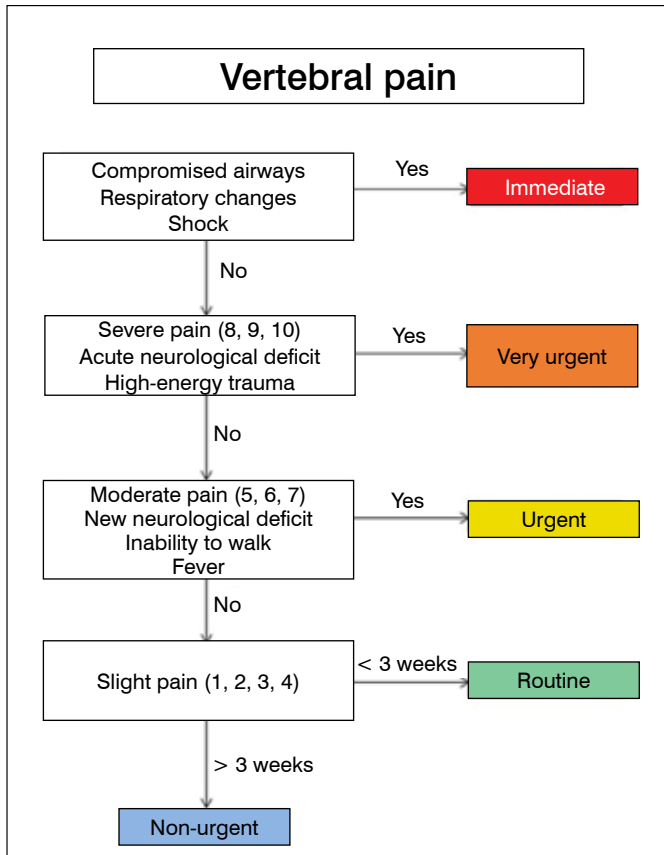 Vertebral pain
Compromised airways
Respiratory changes
Shock
Yes
Immediate
No
Severe pain (8, 9, 10)
Acute neurological deficit
High-energy trauma
Yes
Very urgent
No
Moderate pain (5, 6, 7)
New neurological deficit
Inability to walk
Fever
Yes
Urgent
No
Slight pain (1, 2, 3, 4)
< 3 weeks
Routine
> 3 weeks
Non-urgent